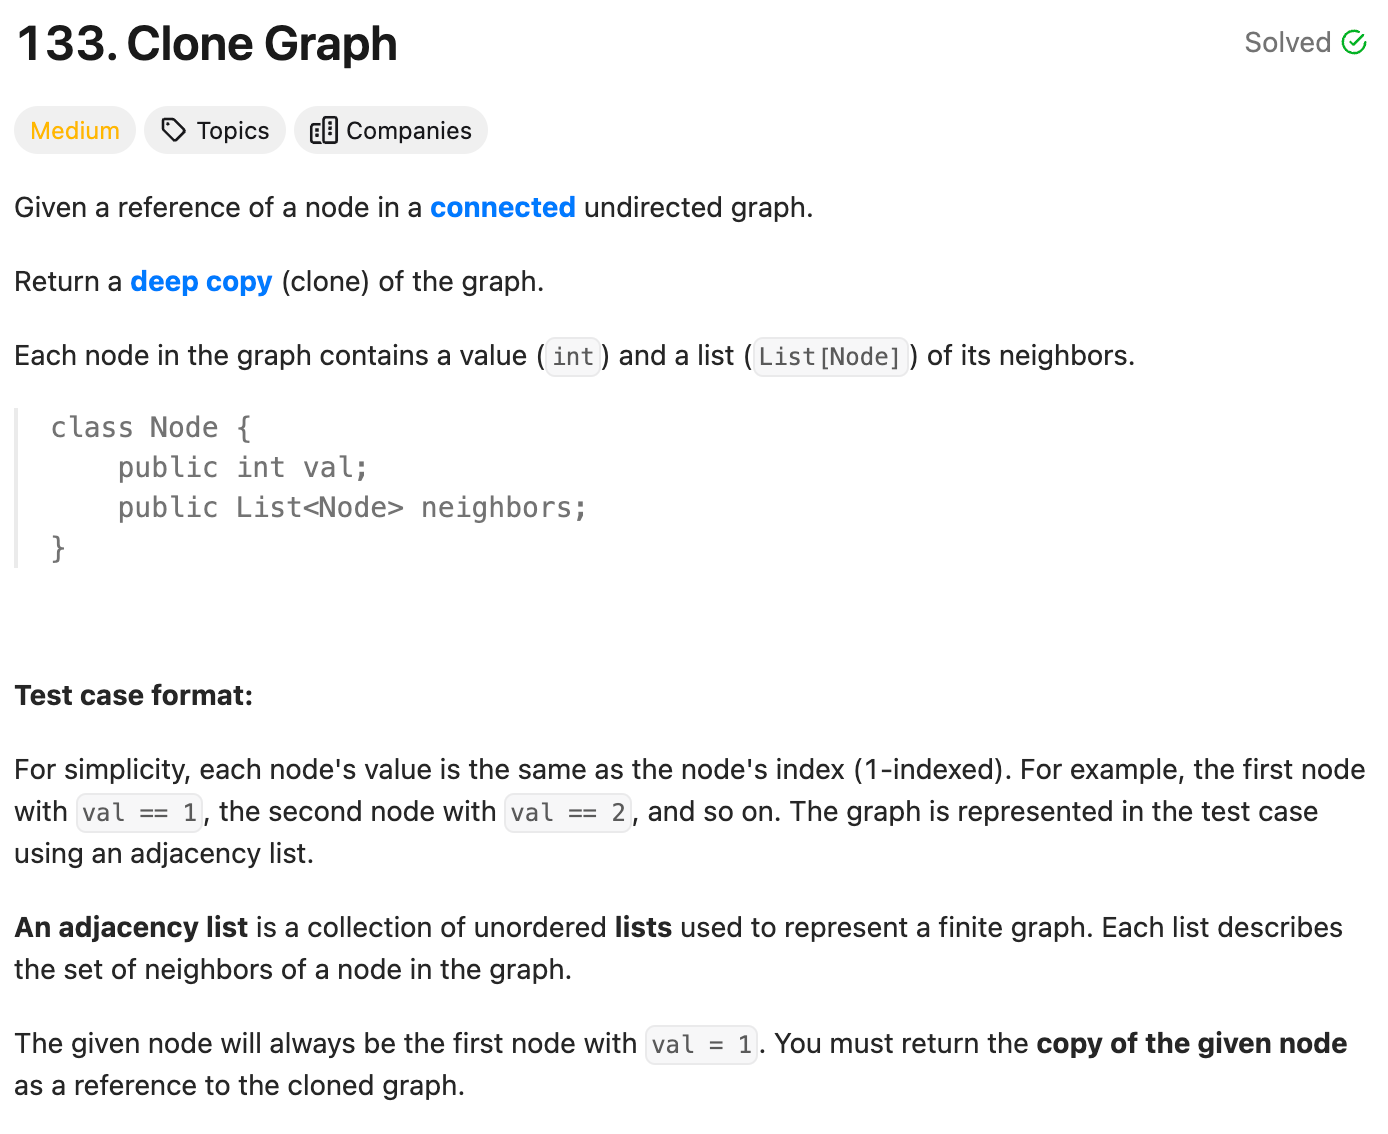 133. Clone Graph
Solved
Medium
Topics
Companies
Given a reference of a node in a connected undirected graph.
Return a deep copy (clone) of the graph.
Each node in the graph contains a value (int) and a list (List[Node]) of its neighbors.
class Node {
    public int val;
    public List<Node> neighbors;
}
Test case format:
For simplicity, each node's value is the same as the node's index (1-indexed). For example, the first node
with val == 1, the second node with val == 2, and so on. The graph is represented in the test case
using an adjacency list.
An adjacency list is a collection of unordered lists used to represent a finite graph. Each list describes
the set of neighbors of a node in the graph.
The given node will always be the first node with val = 1. You must return the copy of the given node
as a reference to the cloned graph.